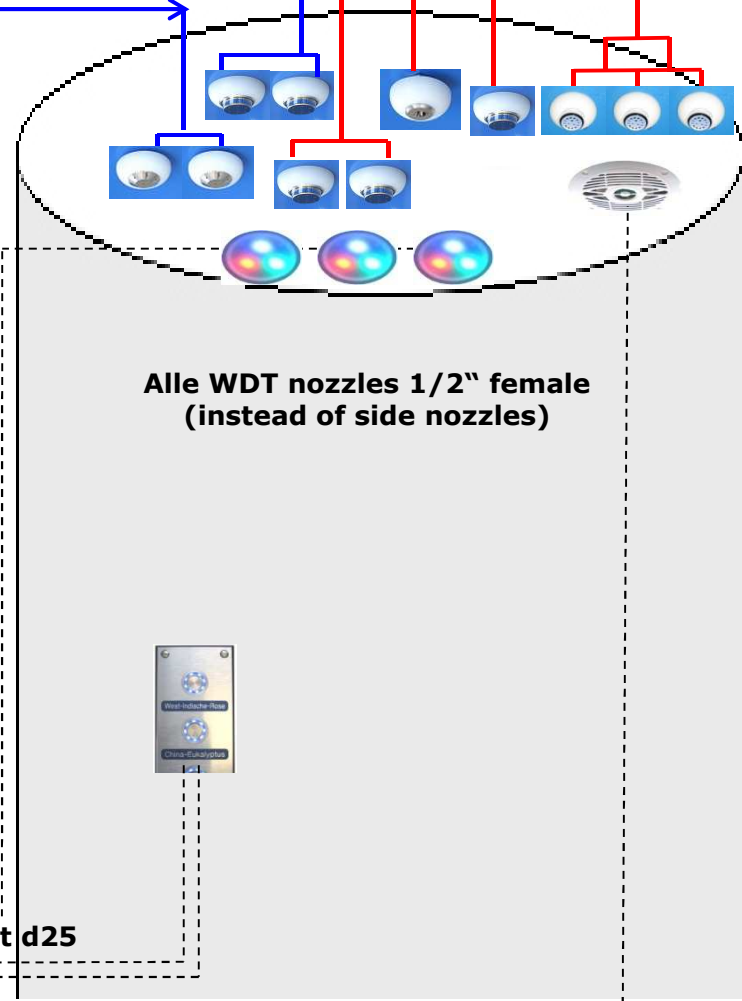 Alle WDT nozzles 1/2“ female
(instead of side nozzles)
West-Indische-Rose
China-Eukalyptus
t d25